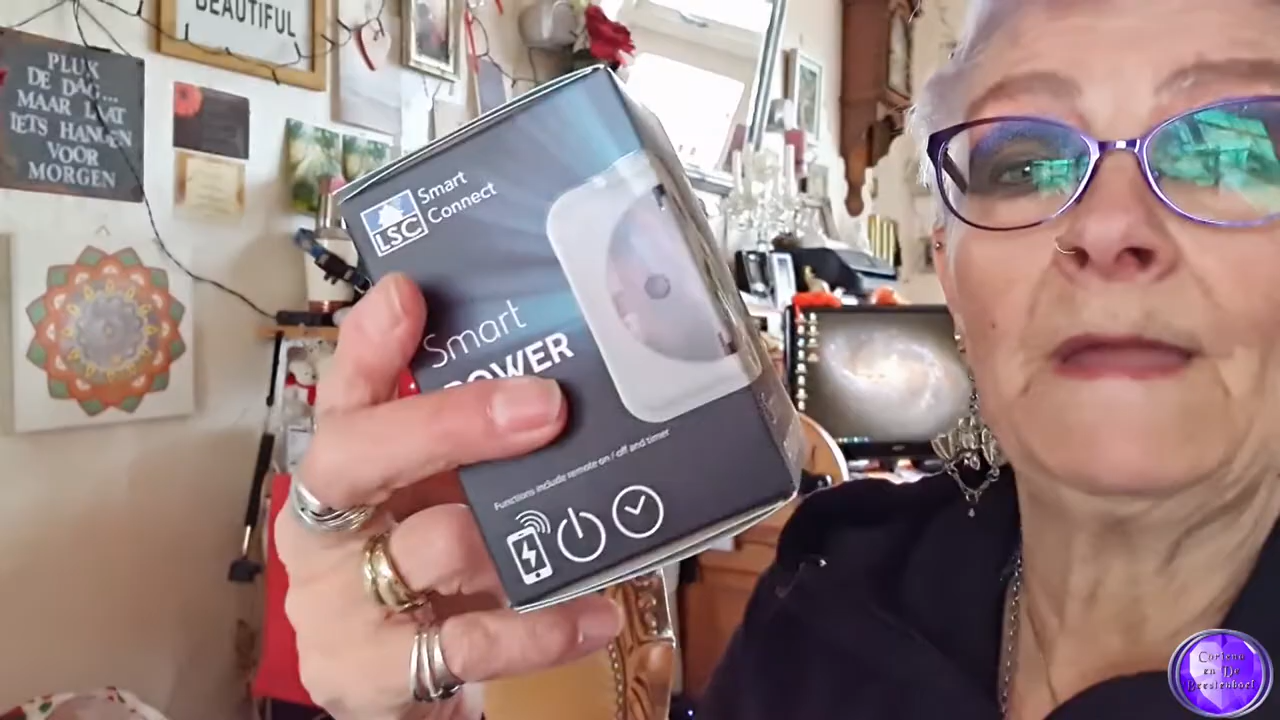 BEAUTIFUL
PLUK
DE DAG...
MAAR LAAT
IETS HANGEN
VOOR
MORGEN
LSC
Smart
Connect
Smart
POWER
Functions include remote on / off and timer